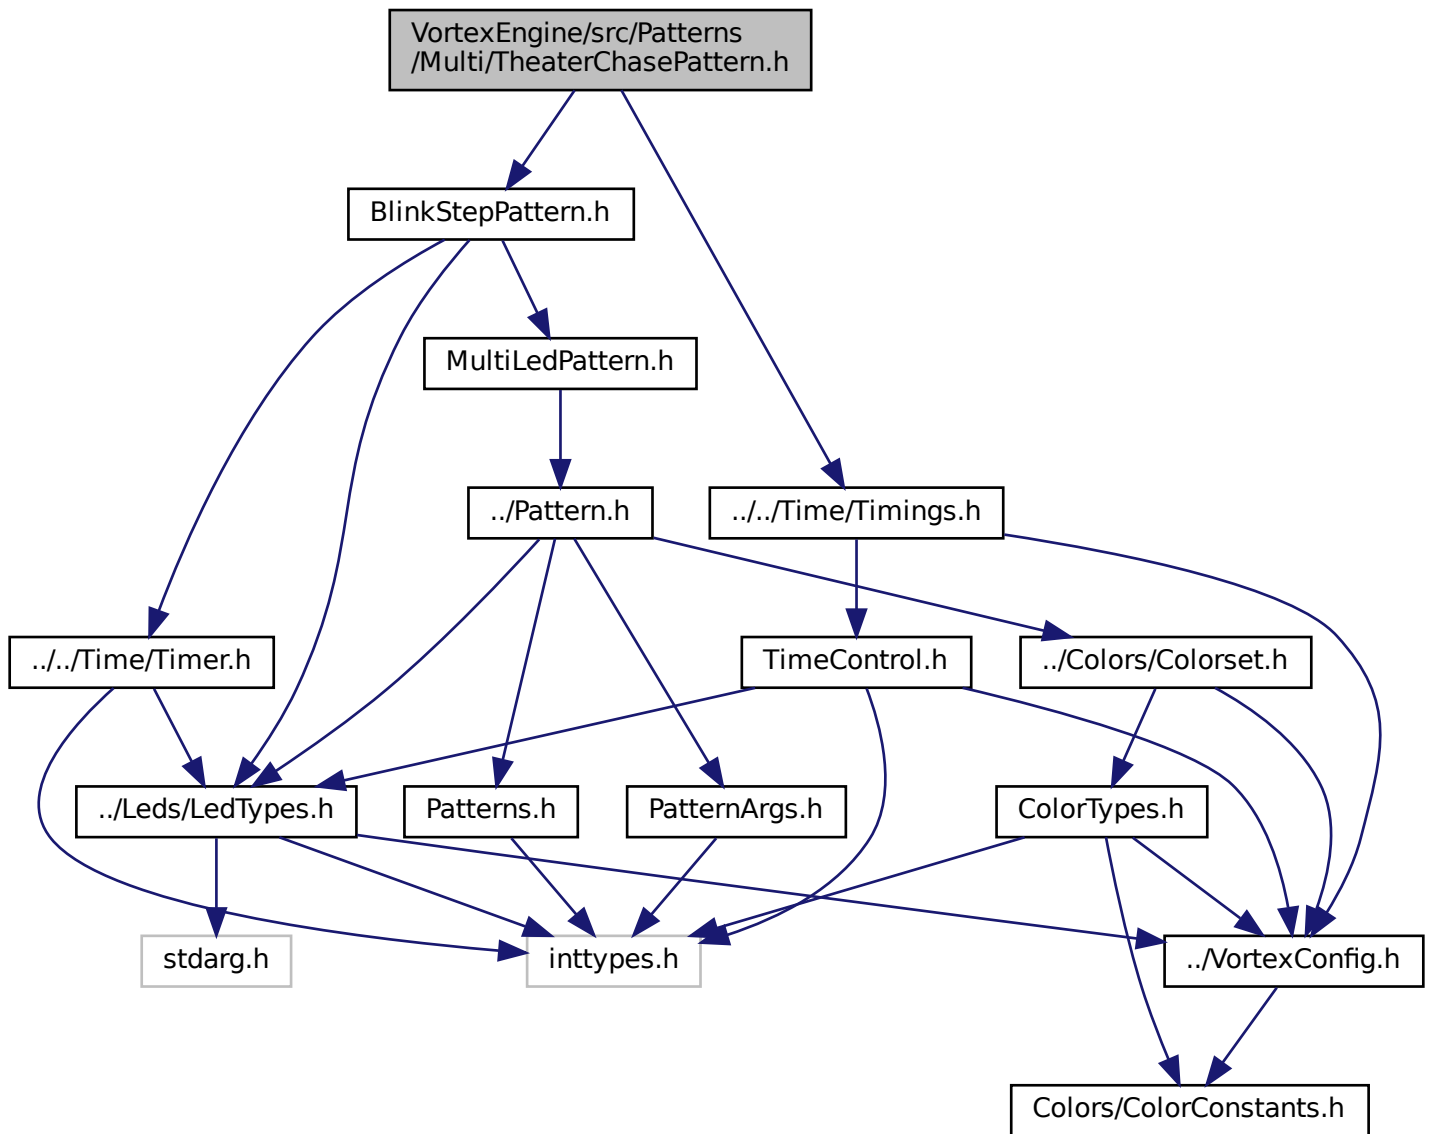 VortexEngine/src/Patterns
/Multi/TheaterChasePattern.h
BlinkStepPattern.h
MultiLedPattern.h
../Pattern.h
../../Time/Timings.h
../../Time/Timer.h
TimeControl.h
../Colors/Colorset.h
../Leds/LedTypes.h
Patterns.h
PatternArgs.h
ColorTypes.h
stdarg.h
inttypes.h
../VortexConfig.h
Colors/ColorConstants.h